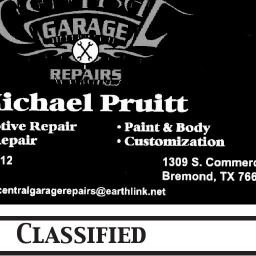 GARAGE
REPAIRS
Michael Pruitt
tive Repair • Paint & Body
epair • Customization
12 1309 S. Commerc
Bremond, TX 766
centralgaragerepairs@earthlink.net
CLASSIFIED